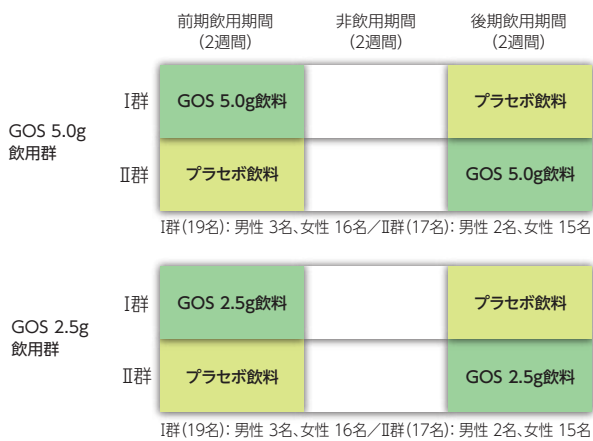 前期飲用期間 非飲用期間 後期飲用期間
(2週間) (2週間) (2週間)
GOS 5.0g
飲用群
Ⅰ群 GOS 5.0g飲料 プラセボ飲料
Ⅱ群 プラセボ飲料 GOS 5.0g飲料
Ⅰ群(19名): 男性 3名、女性 16名/Ⅱ群(17名): 男性 2名、女性 15名
GOS 2.5g
飲用群
Ⅰ群 GOS 2.5g飲料 プラセボ飲料
Ⅱ群 プラセボ飲料 GOS 2.5g飲料
Ⅰ群(19名): 男性 3名、女性 16名/Ⅱ群(17名): 男性 2名、女性 15名